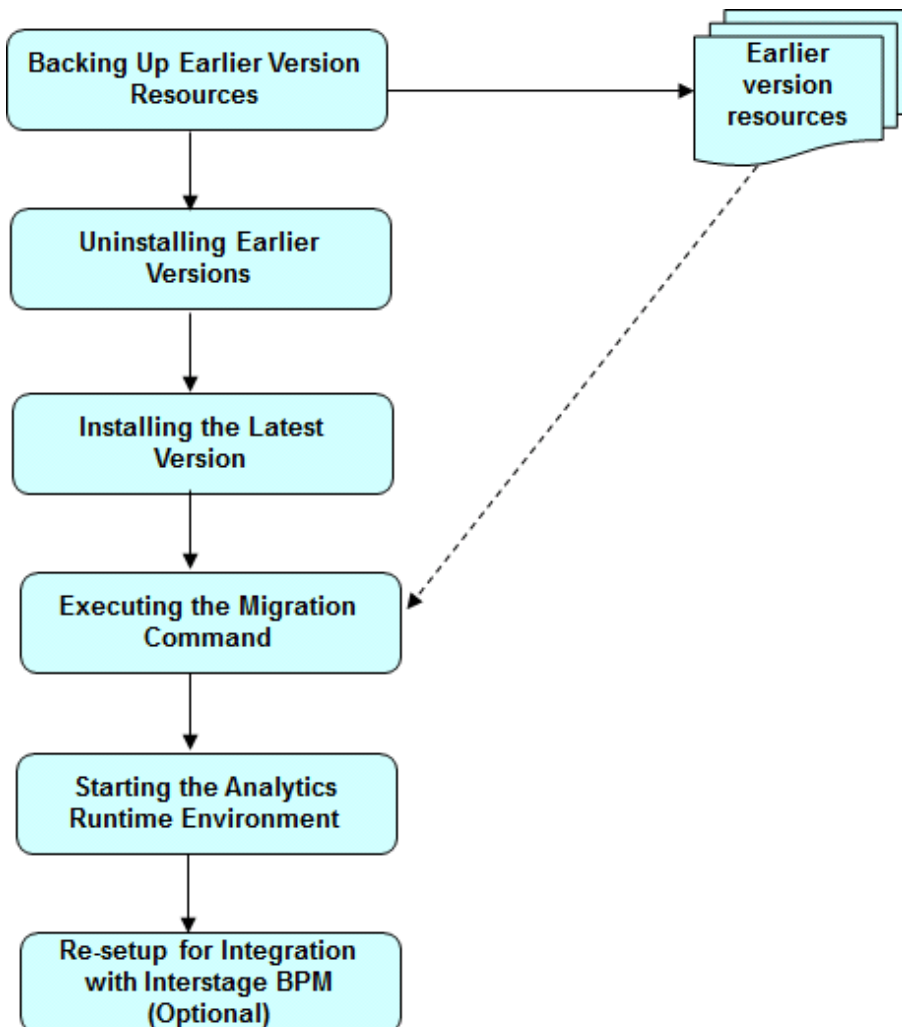 Backing Up Earlier Version
Resources
Earlier
version
resources
Uninstalling Earlier
Versions
Installing the Latest
Version
Executing the Migration
Command
Starting the Analytics
Runtime Environment
Re-setup for Integration
with Interstage BPM
(Optional)